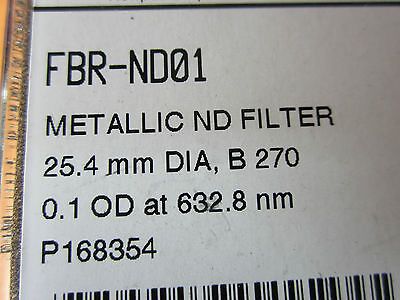 FBR-ND01
METALLIC ND FILTER
25.4 mm DIA, B 270
0.1 OD at 632.8 nm
P168354